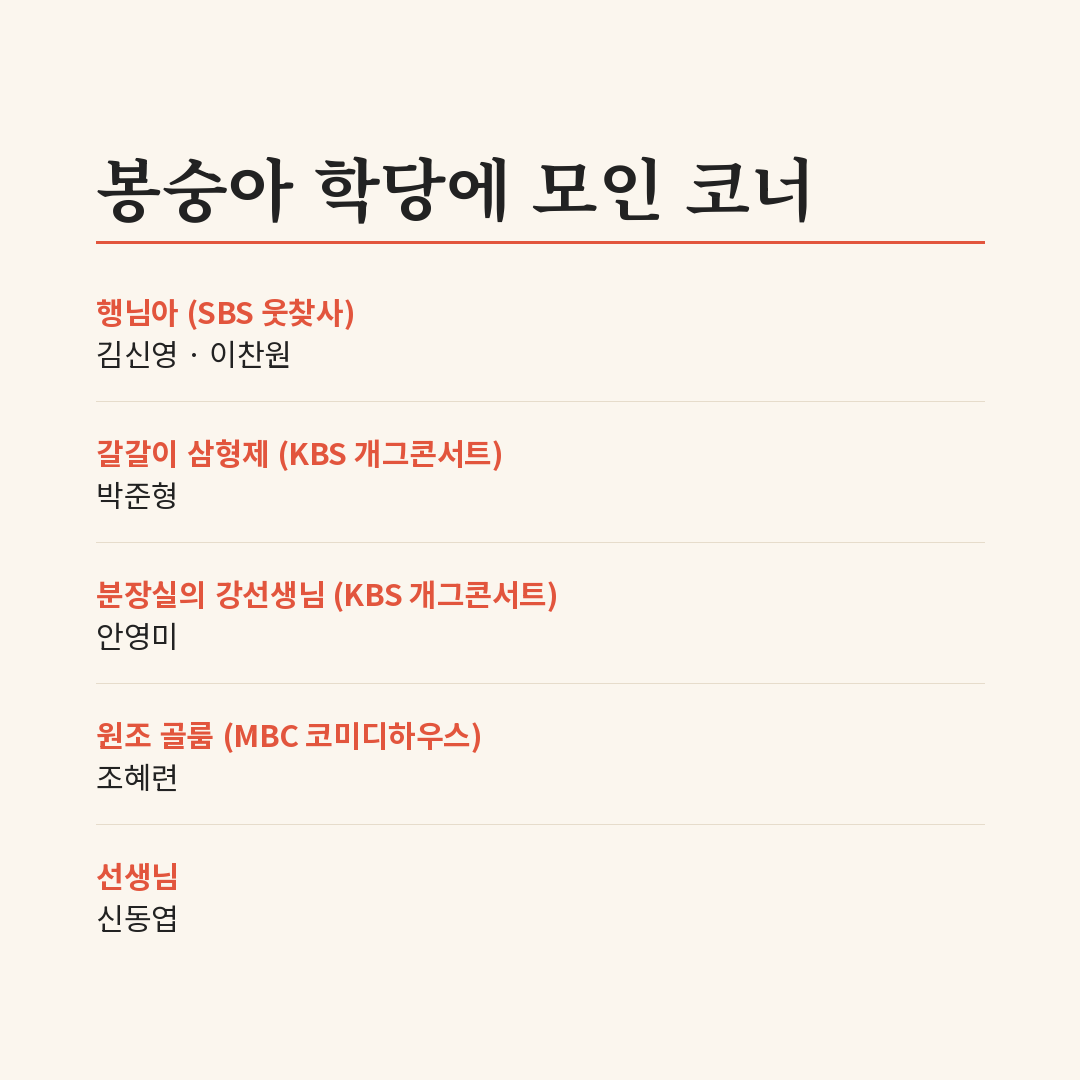 봉숭아 학당에 모인 코너
행님아 (SBS 웃찾사)
김신영 · 이찬원
갈갈이 삼형제 (KBS 개그콘서트)
박준형
분장실의 강선생님 (KBS 개그콘서트)
안영미
원조 골룸 (MBC 코미디하우스)
조혜련
선생님
신동엽